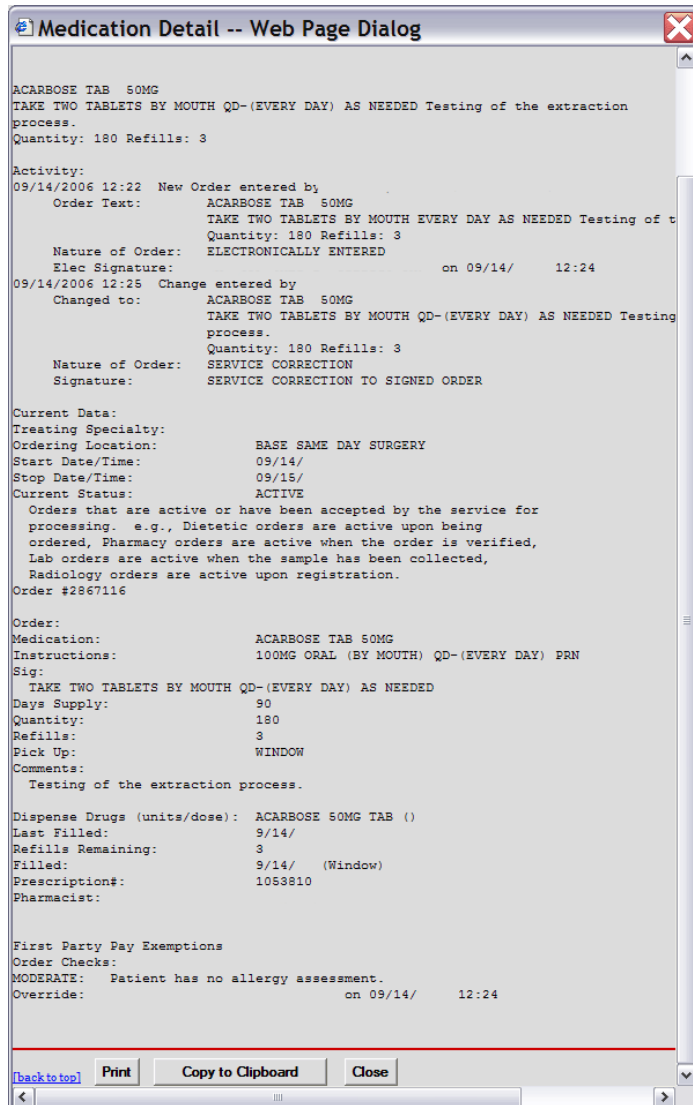 Medication Detail -- Web Page Dialog
ACARBOSE TAB  50MG
TAKE TWO TABLETS BY MOUTH QD-(EVERY DAY) AS NEEDED Testing of the extraction
process.
Quantity: 180 Refills: 3
Activity:
09/14/2006 12:22  New Order entered by
Order Text:        ACARBOSE TAB  50MG
TAKE TWO TABLETS BY MOUTH EVERY DAY AS NEEDED Testing of t
Quantity: 180 Refills: 3
Nature of Order:   ELECTRONICALLY ENTERED
Elec Signature:    on 09/14/    12:24
09/14/2006 12:25  Change entered by
Changed to:        ACARBOSE TAB  50MG
TAKE TWO TABLETS BY MOUTH QD-(EVERY DAY) AS NEEDED Testing
process.
Quantity: 180 Refills: 3
Nature of Order:   SERVICE CORRECTION
Signature:         SERVICE CORRECTION TO SIGNED ORDER
Current Data:
Treating Specialty:
Ordering Location:            BASE SAME DAY SURGERY
Start Date/Time:              09/14/
Stop Date/Time:               09/15/
Current Status:               ACTIVE
Orders that are active or have been accepted by the service for
processing.  e.g., Dietetic orders are active upon being
ordered, Pharmacy orders are active when the order is verified,
Lab orders are active when the sample has been collected,
Radiology orders are active upon registration.
Order #2867116
Order:
Medication:                   ACARBOSE TAB 50MG
Instructions:                 100MG ORAL (BY MOUTH) QD-(EVERY DAY) PRN
Sig:
TAKE TWO TABLETS BY MOUTH QD-(EVERY DAY) AS NEEDED
Days Supply:                  90
Quantity:                     180
Refills:                      3
Pick Up:                      WINDOW
Comments:
Testing of the extraction process.
Dispense Drugs (units/dose):  ACARBOSE 50MG TAB ()
Last Filled:                  9/14/
Refills Remaining:            3
Filled:                       9/14/   (Window)
Prescription#:                1053810
Pharmacist:
First Party Pay Exemptions
Order Checks:
MODERATE:   Patient has no allergy assessment.
Override:    on 09/14/    12:24
[back to top] Print Copy to Clipboard Close